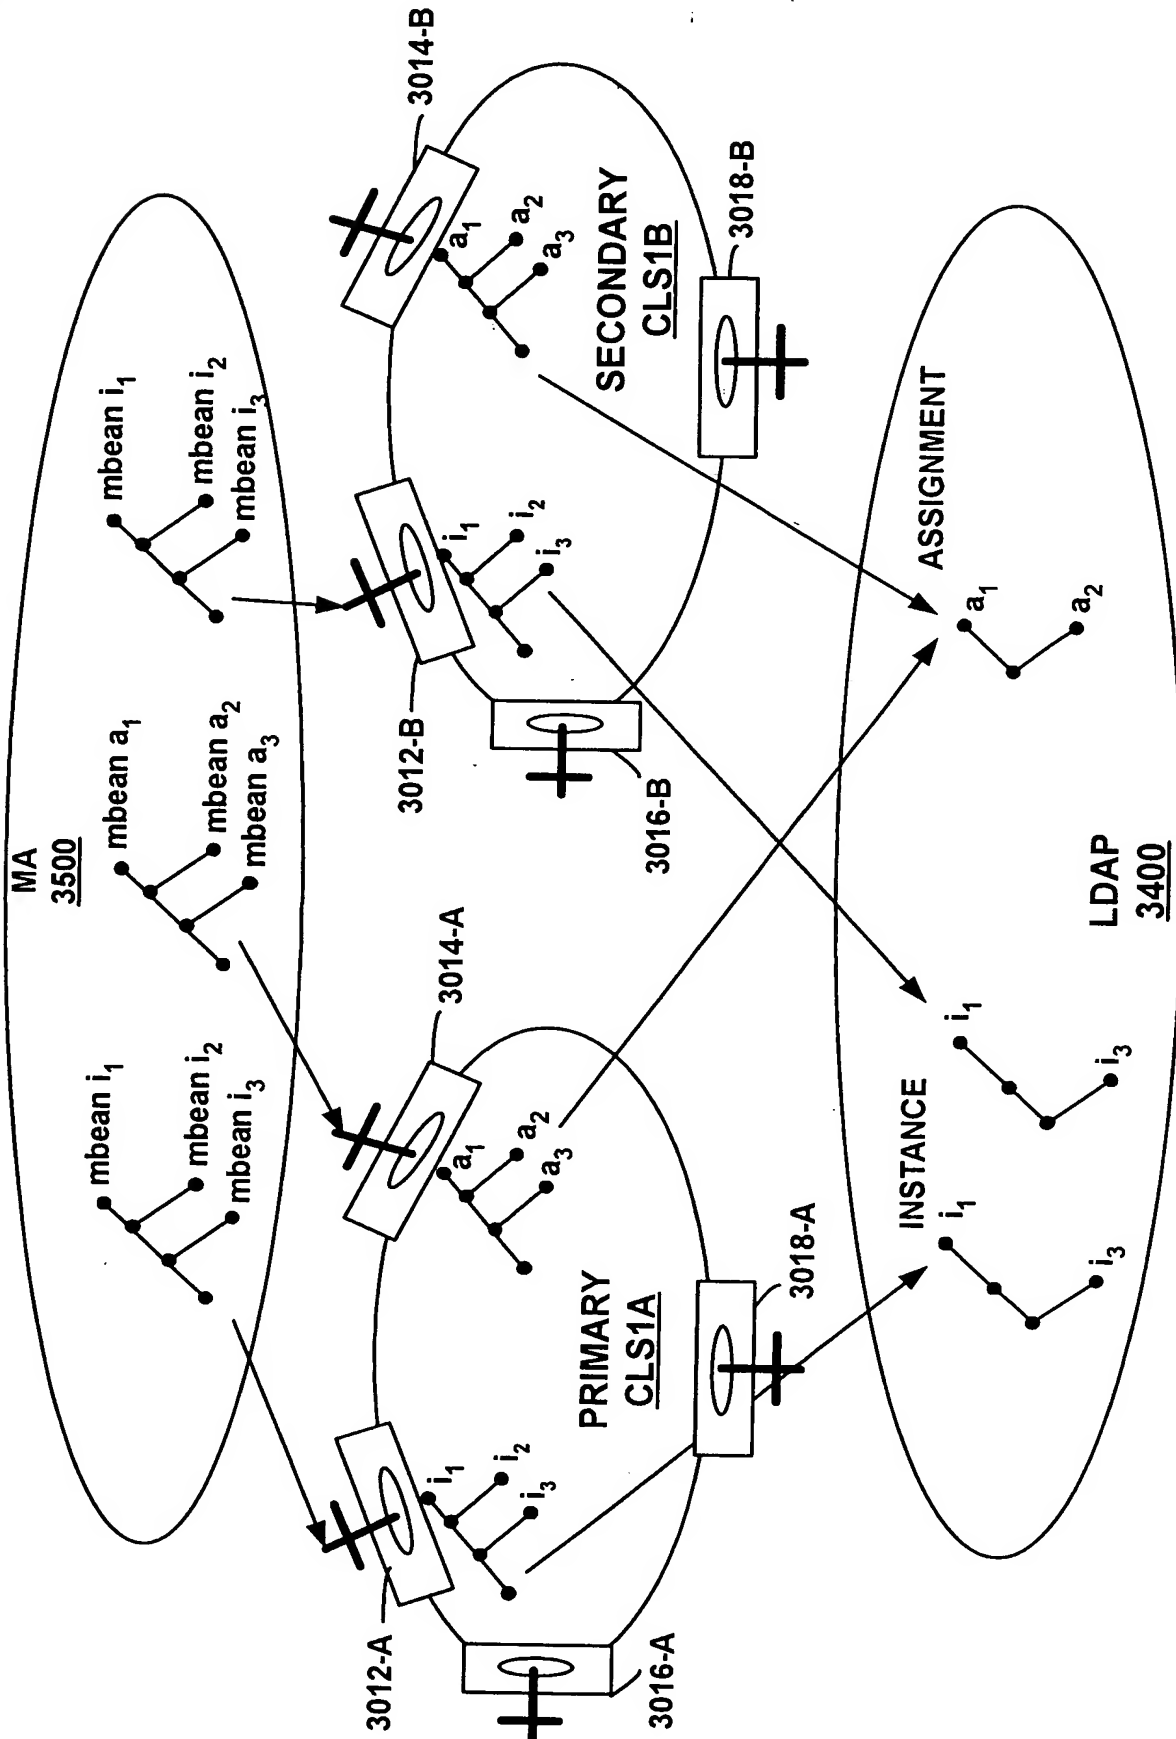 MA
3500
mbean i1
mbean i2
mbean i3
mbean a1
mbean a2
mbean a3
mbean i1
mbean i2
mbean i3
3012-A
3014-A
3012-B
3014-B
i1
i2
i3
a1
a2
a3
i1
i2
i3
a1
a2
a3
PRIMARY
CLS1A
SECONDARY
CLS1B
3016-A
3018-A
3016-B
3018-B
INSTANCE
i1
i3
i1
i3
ASSIGNMENT
a1
a2
LDAP
3400